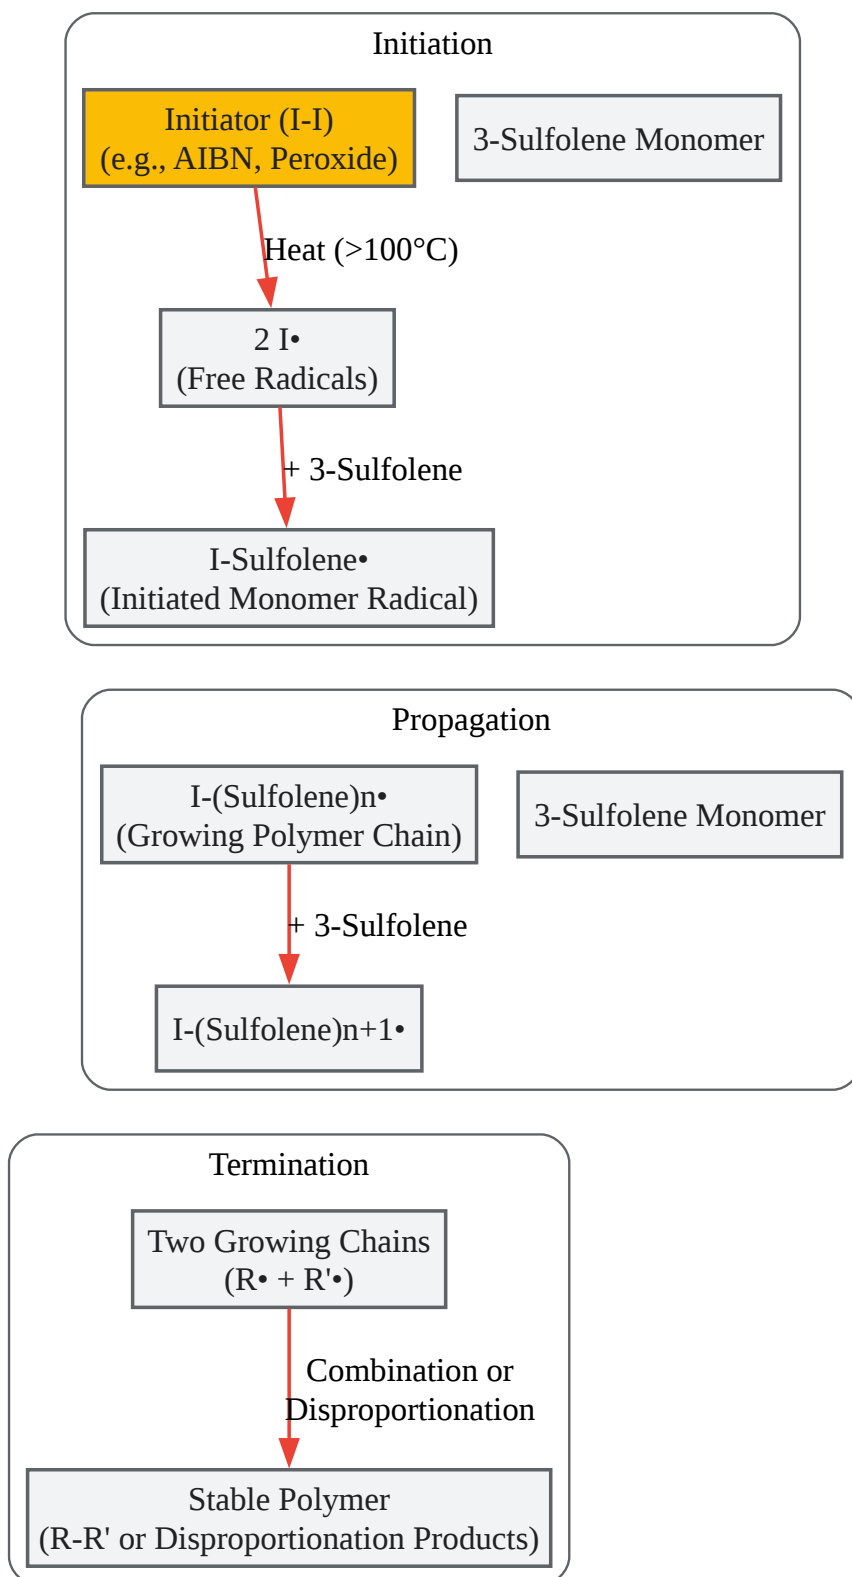 Initiation
Initiator (I-I)
(e.g., AIBN, Peroxide)
3-Sulfolene Monomer
Heat (>100°C)
2 I•
(Free Radicals)
+ 3-Sulfolene
I-Sulfolene•
(Initiated Monomer Radical)
Propagation
I-(Sulfolene)n•
(Growing Polymer Chain)
3-Sulfolene Monomer
+ 3-Sulfolene
I-(Sulfolene)n+1•
Termination
Two Growing Chains
(R• + R'•)
Combination or
Disproportionation
Stable Polymer
(R-R' or Disproportionation Products)